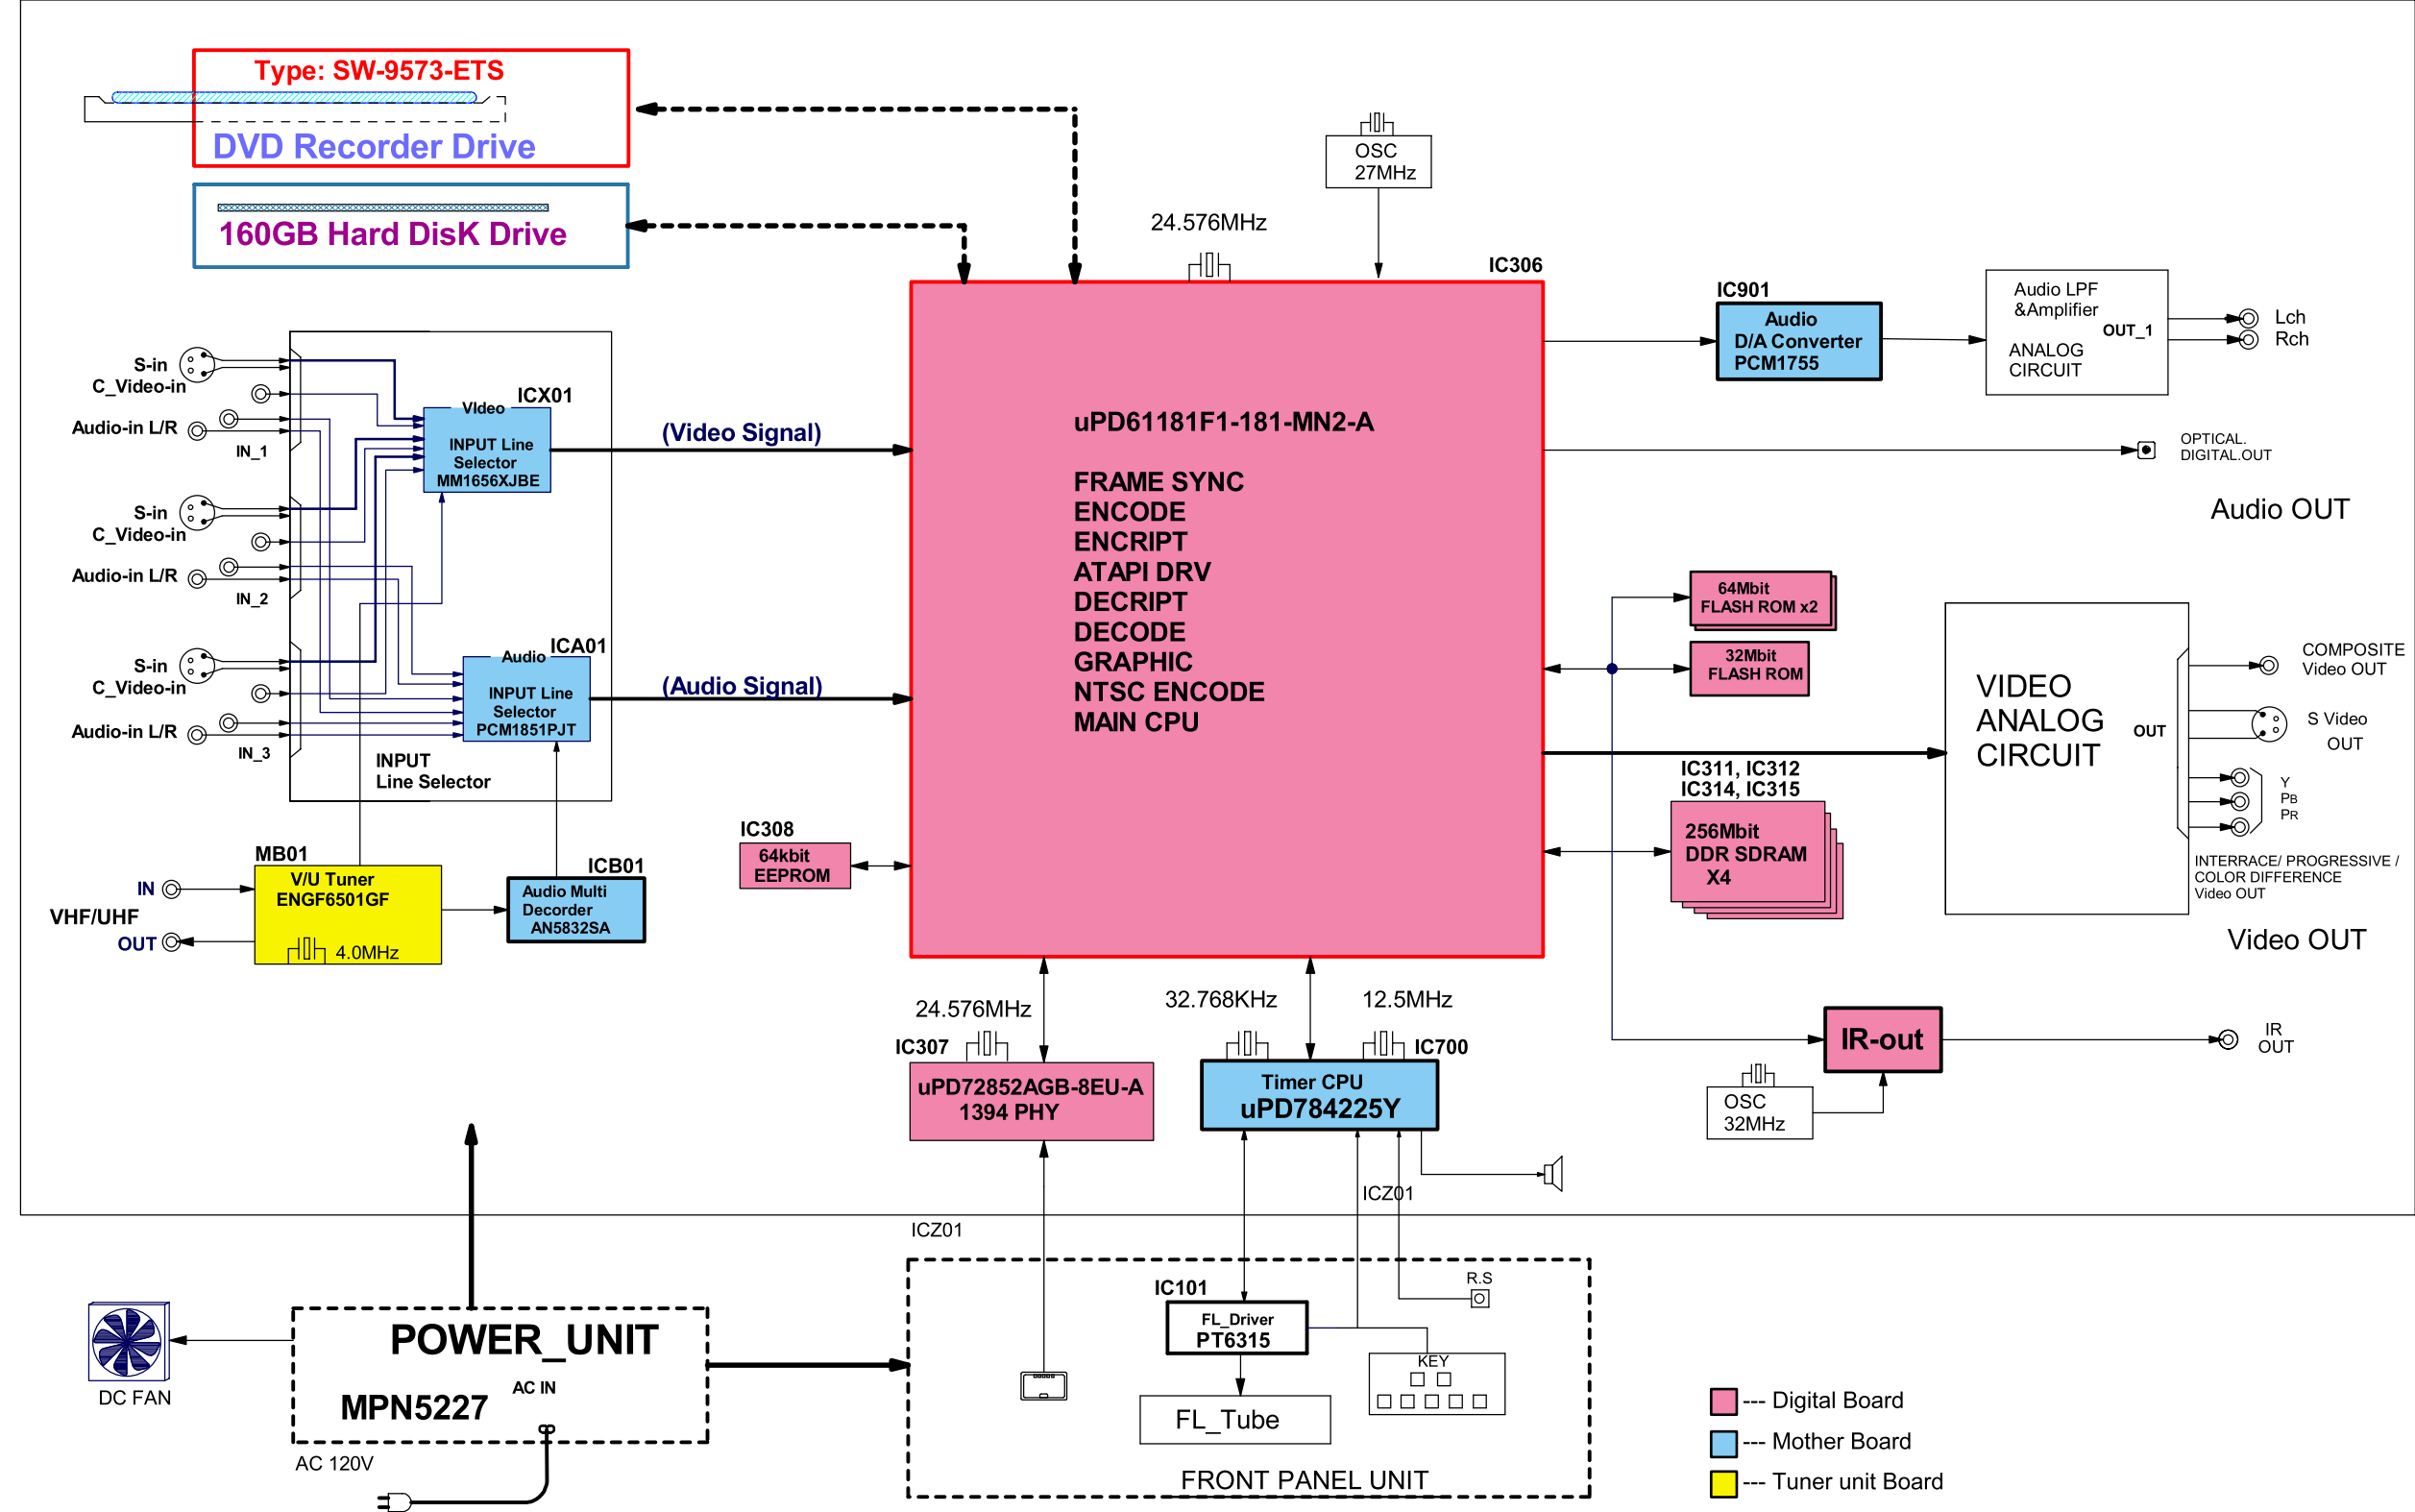 Type: SW-9573-ETS
DVD Recorder Drive
160GB Hard DisK Drive
OSC
27MHz
24.576MHz
IC306
uPD61181F1-181-MN2-A
FRAME SYNC
ENCODE
ENCRIPT
ATAPI DRV
DECRIPT
DECODE
GRAPHIC
NTSC ENCODE
MAIN CPU
S-in
C_Video-in
Audio-in L/R
IN_1
S-in
C_Video-in
Audio-in L/R
IN_2
S-in
C_Video-in
Audio-in L/R
IN_3
ICX01
VIdeo
INPUT Line
Selector
MM1656XJBE
(Video Signal)
ICA01
Audio
INPUT Line
Selector
PCM1851PJT
(Audio Signal)
INPUT
Line Selector
MB01
V/U Tuner
ENGF6501GF
4.0MHz
IN
VHF/UHF
OUT
ICB01
Audio Multi
Decorder
AN5832SA
IC308
64kbit
EEPROM
IC901
Audio
D/A Converter
PCM1755
Audio LPF
&Amplifier
OUT_1
ANALOG
CIRCUIT
Lch
Rch
OPTICAL.
DIGITAL.OUT
Audio OUT
64Mbit
FLASH ROM x2
32Mbit
FLASH ROM
IC311, IC312
IC314, IC315
256Mbit
DDR SDRAM
X4
VIDEO
ANALOG
CIRCUIT
OUT
COMPOSITE
Video OUT
S Video
OUT
Y
PB
PR
INTERRACE/ PROGRESSIVE /
COLOR DIFFERENCE
Video OUT
Video OUT
IR-out
IR
OUT
OSC
32MHz
24.576MHz
IC307
uPD72852AGB-8EU-A
1394 PHY
32.768KHz
12.5MHz
IC700
Timer CPU
uPD784225Y
ICZ01
ICZ01
IC101
FL_Driver
PT6315
R.S
KEY
FL_Tube
FRONT PANEL UNIT
POWER_UNIT
AC IN
MPN5227
AC 120V
DC FAN
--- Digital Board
--- Mother Board
--- Tuner unit Board